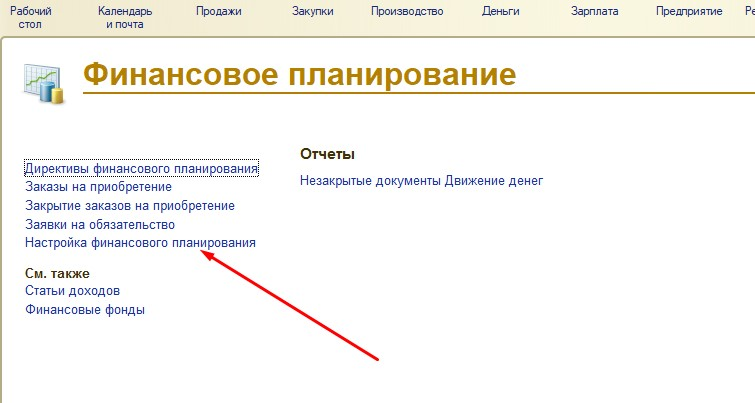 Рабочий
стол
Календарь
и почта
Продажи
Закупки
Производство
Деньги
Зарплата
Предприятие
Финансовое планирование
Директивы финансового планирования
Заказы на приобретение
Закрытие заказов на приобретение
Заявки на обязательство
Настройка финансового планирования
См. также
Статьи доходов
Финансовые фонды
Отчеты
Незакрытые документы Движение денег